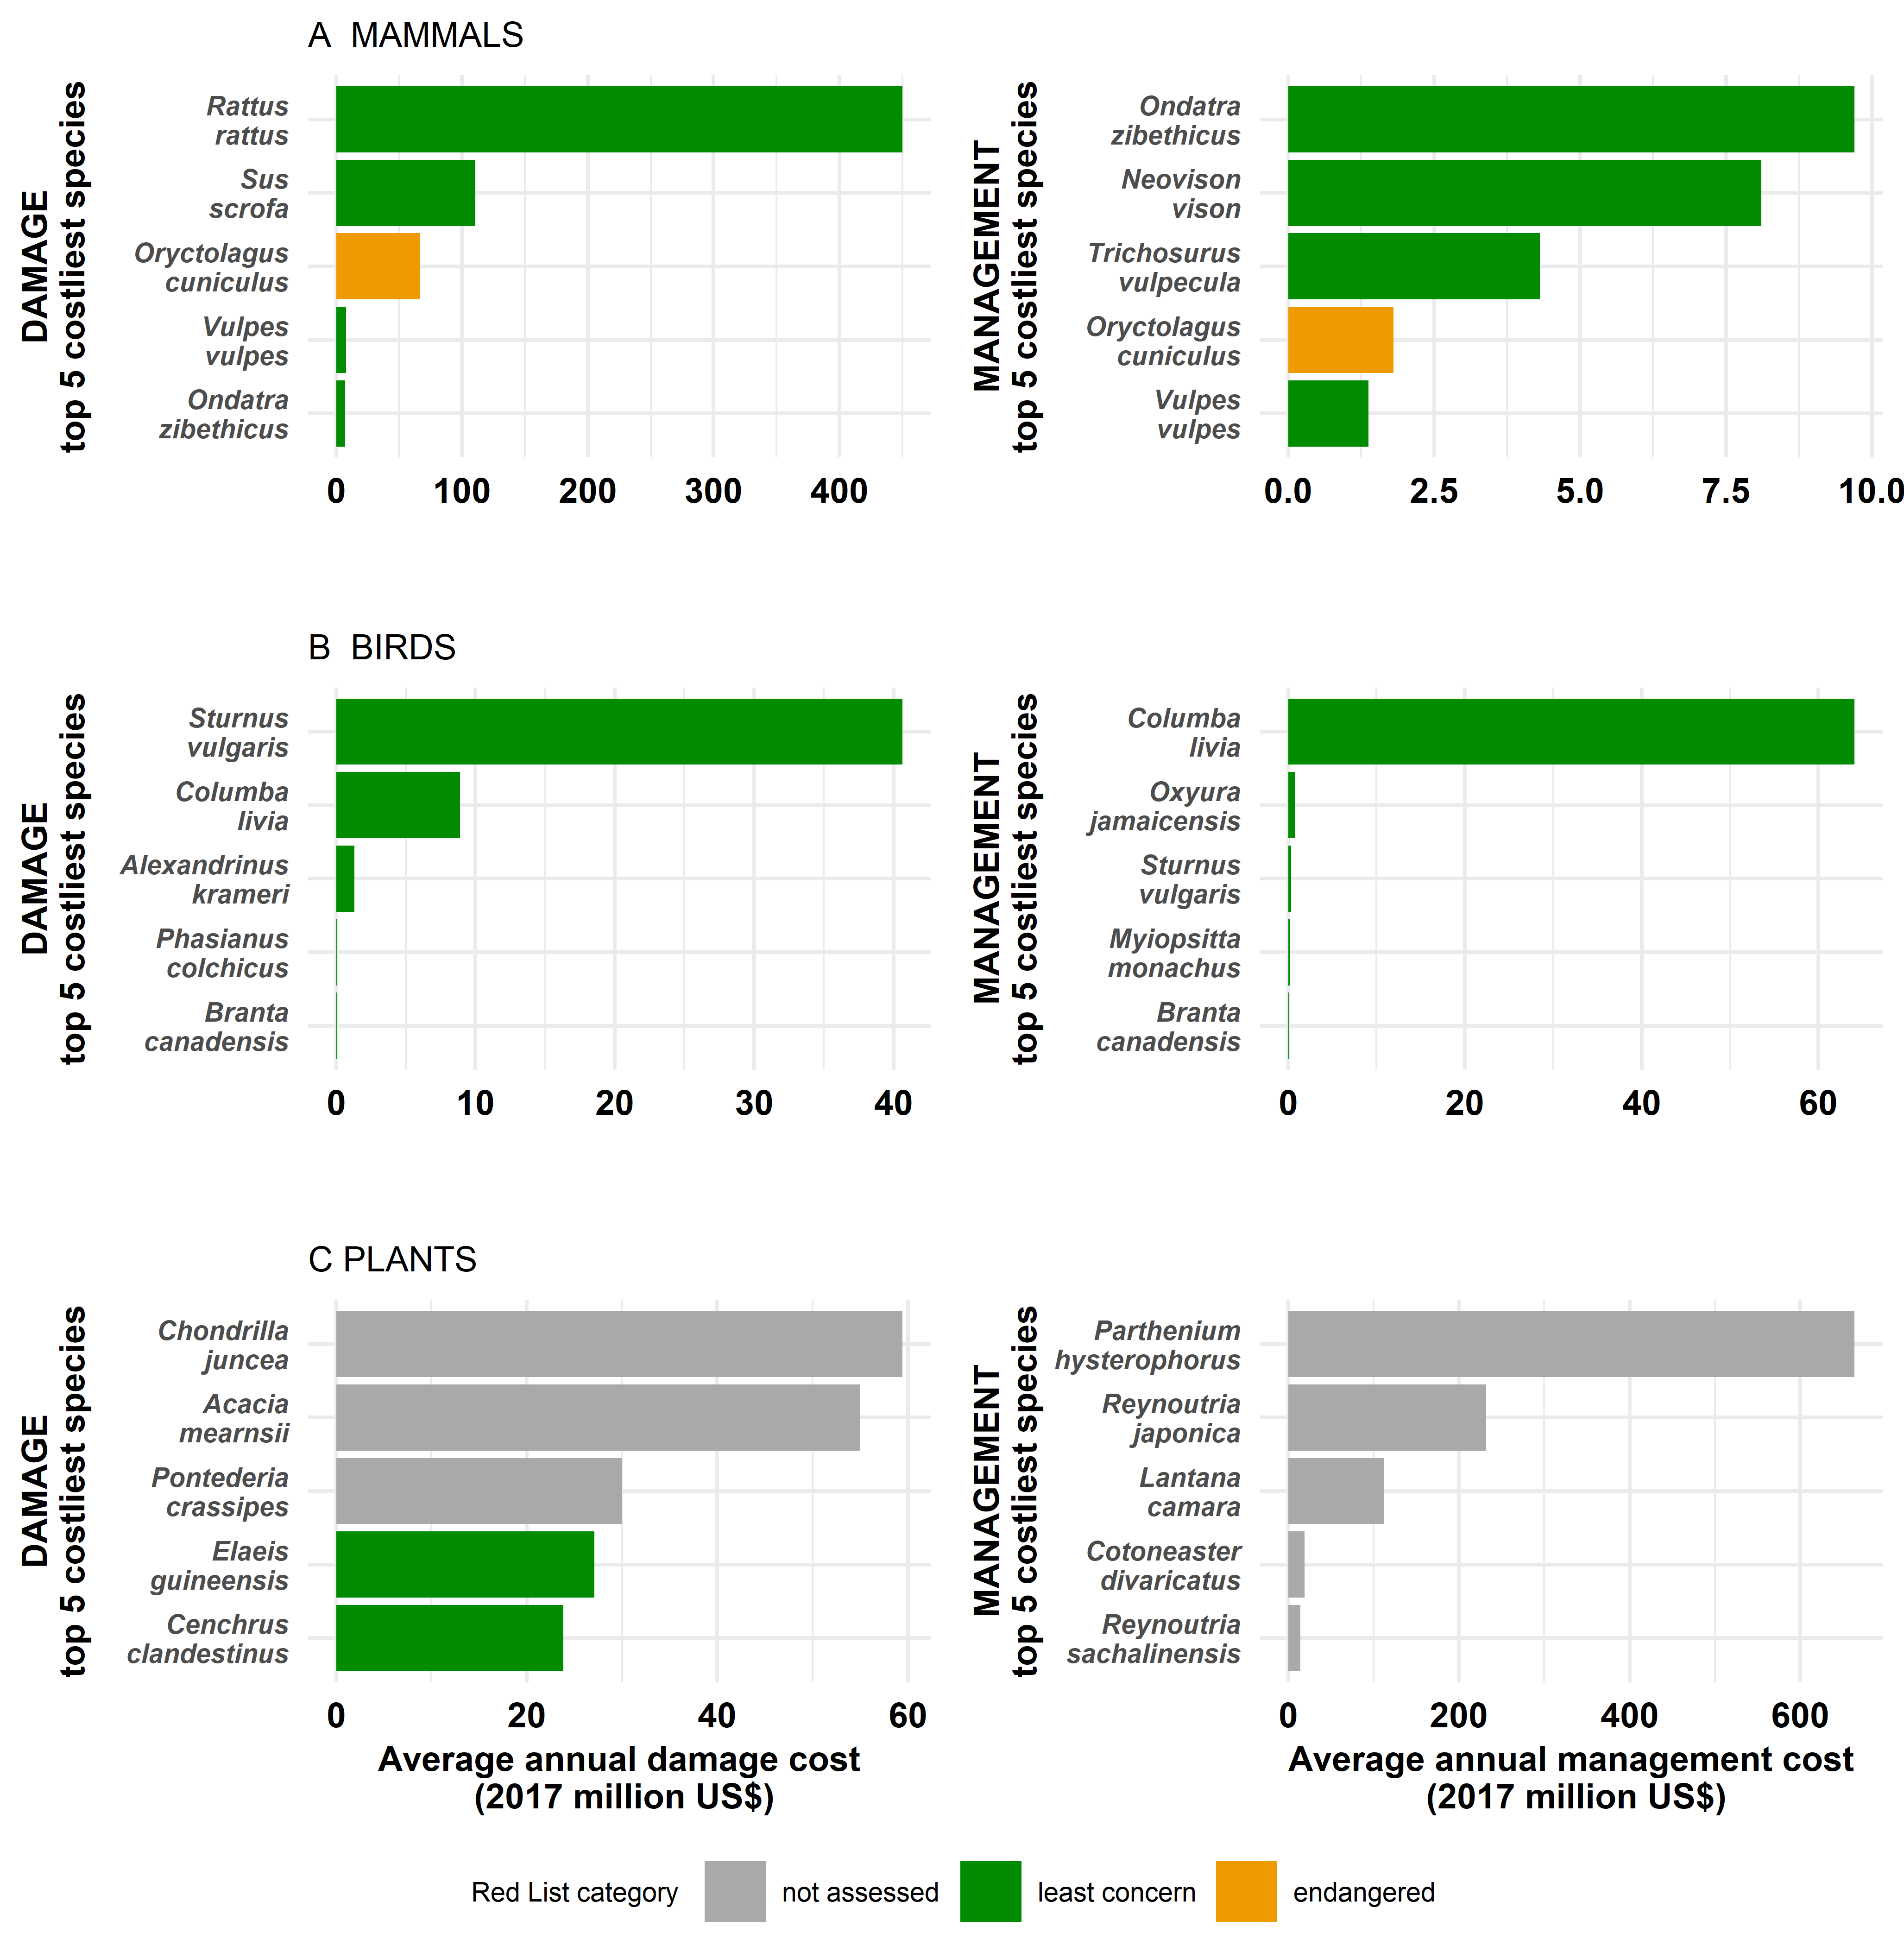 A MAMMALS
DAMAGE
top 5 costliest species
Rattus
rattus
Sus
scrofa
Oryctolagus
cuniculus
Vulpes
vulpes
Ondatra
zibethicus
0 100 200 300 400
MANAGEMENT
top 5 costliest species
Ondatra
zibethicus
Neovison
vison
Trichosurus
vulpecula
Oryctolagus
cuniculus
Vulpes
vulpes
0.0 2.5 5.0 7.5 10.0
B BIRDS
DAMAGE
top 5 costliest species
Sturnus
vulgaris
Columba
livia
Alexandrinus
krameri
Phasianus
colchicus
Branta
canadensis
0 10 20 30 40
MANAGEMENT
top 5 costliest species
Columba
livia
Oxyura
jamaicensis
Sturnus
vulgaris
Myiopsitta
monachus
Branta
canadensis
0 20 40 60
C PLANTS
DAMAGE
top 5 costliest species
Chondrilla
juncea
Acacia
mearnsii
Pontederia
crassipes
Elaeis
guineensis
Cenchrus
clandestinus
0 20 40 60
Average annual damage cost
(2017 million US$)
MANAGEMENT
top 5 costliest species
Parthenium
hysterophorus
Reynoutria
japonica
Lantana
camara
Cotoneaster
divaricatus
Reynoutria
sachalinensis
0 200 400 600
Average annual management cost
(2017 million US$)
Red List category not assessed least concern endangered